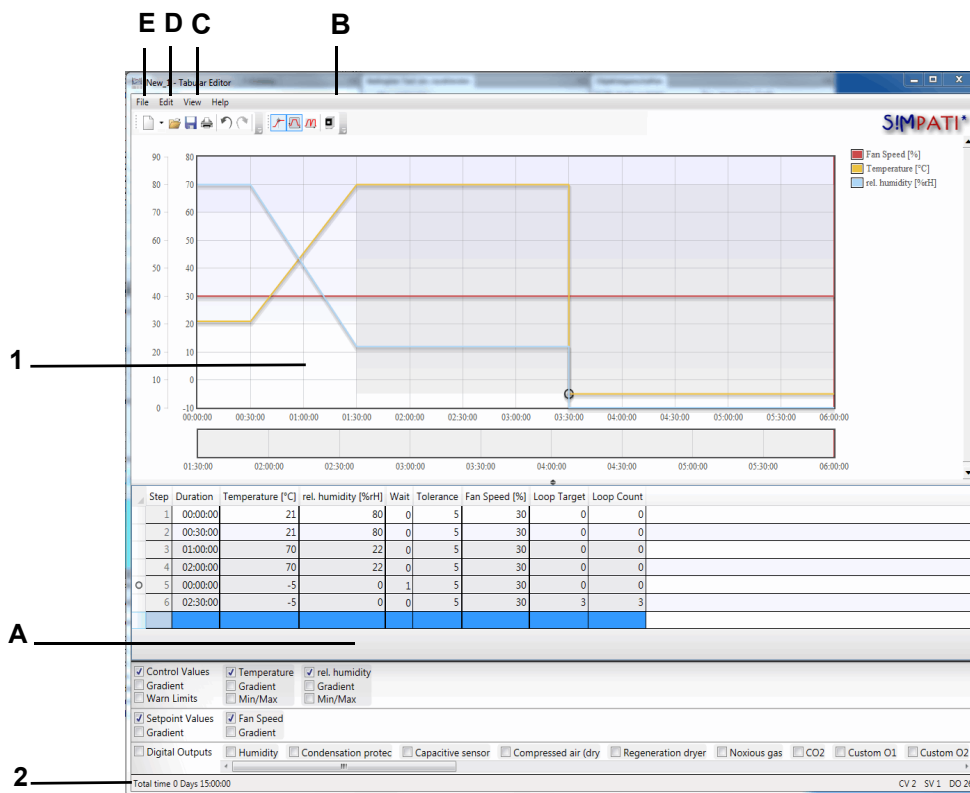 E D C B
New_1 - Tabular Editor
File Edit View Help
S!MPATI*
90 80
80 70
70 60
60 50
50 40
40 30
30 20
20 10
10 0
0 -10
00:00:00 00:30:00 01:00:00 01:30:00 02:00:00 02:30:00 03:00:00 03:30:00 04:00:00 04:30:00 05:00:00 05:30:00 06:00:00
Fan Speed [%]
Temperature [°C]
rel. humidity [%rH]
1
01:30:00 02:00:00 02:30:00 03:00:00 03:30:00 04:00:00 04:30:00 05:00:00 05:30:00 06:00:00
Step Duration Temperature [°C] rel. humidity [%rH] Wait Tolerance Fan Speed [%] Loop Target Loop Count
1 00:00:00 21 80 0 5 30 0 0
2 00:30:00 21 80 0 5 30 0 0
3 01:00:00 70 22 0 5 30 0 0
4 02:00:00 70 22 0 5 30 0 0
5 00:00:00 -5 0 1 5 30 0 0
6 02:30:00 -5 0 0 5 30 3 3
A
Control Values Temperature rel. humidity
Gradient Gradient Gradient
Warn Limits Min/Max Min/Max
Setpoint Values Fan Speed
Gradient Gradient
Digital Outputs Humidity Condensation protec Capacitive sensor Compressed air (dry Regeneration dryer Noxious gas CO2 Custom O1 Custom O2
2
Total time 0 Days 15:00:00 CV 2 SV 1 DO 26